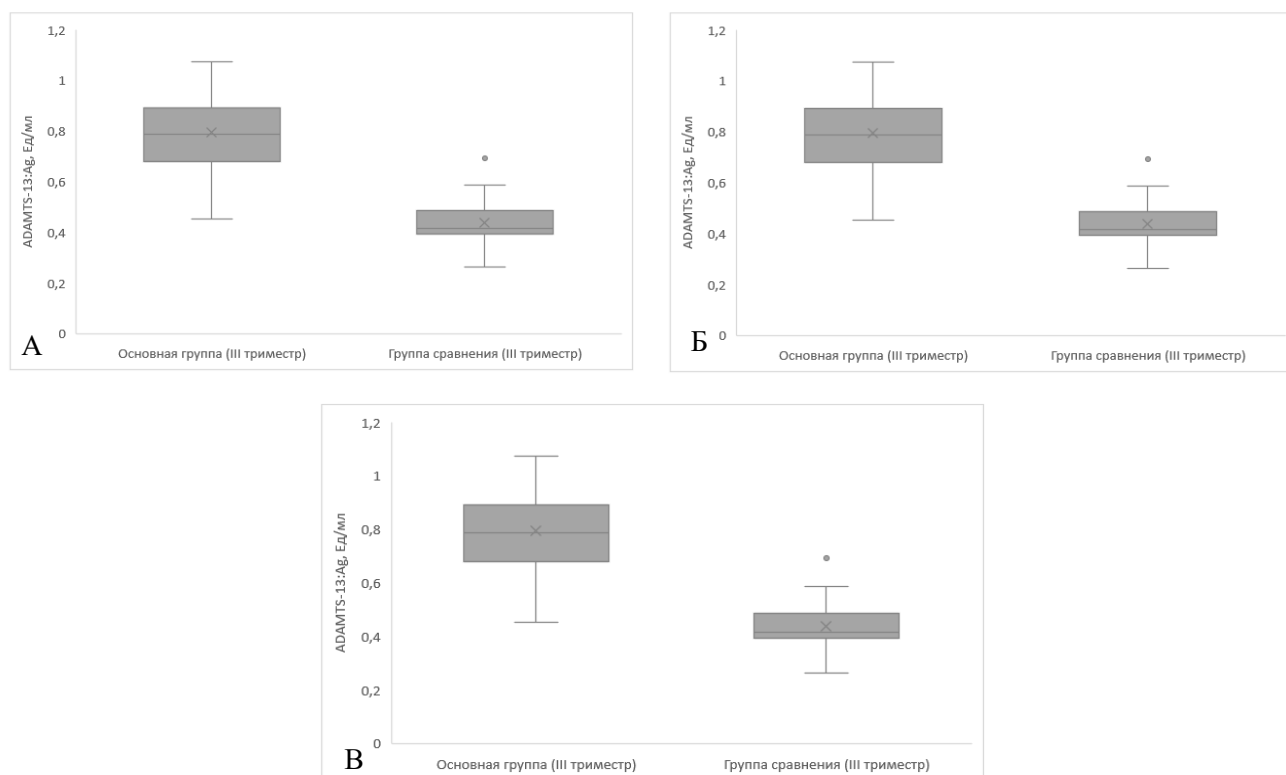 1,2
1
0,8
0,6
0,4
0,2
0
ADAMTS-13:Ag, Ед/мл
Основная группа (III триместр)
Группа сравнения (III триместр)
А
1,2
1
0,8
0,6
0,4
0,2
0
ADAMTS-13:Ag, Ед/мл
Основная группа (III триместр)
Группа сравнения (III триместр)
Б
1,2
1
0,8
0,6
0,4
0,2
0
ADAMTS-13:Ag, Ед/мл
Основная группа (III триместр)
Группа сравнения (III триместр)
В